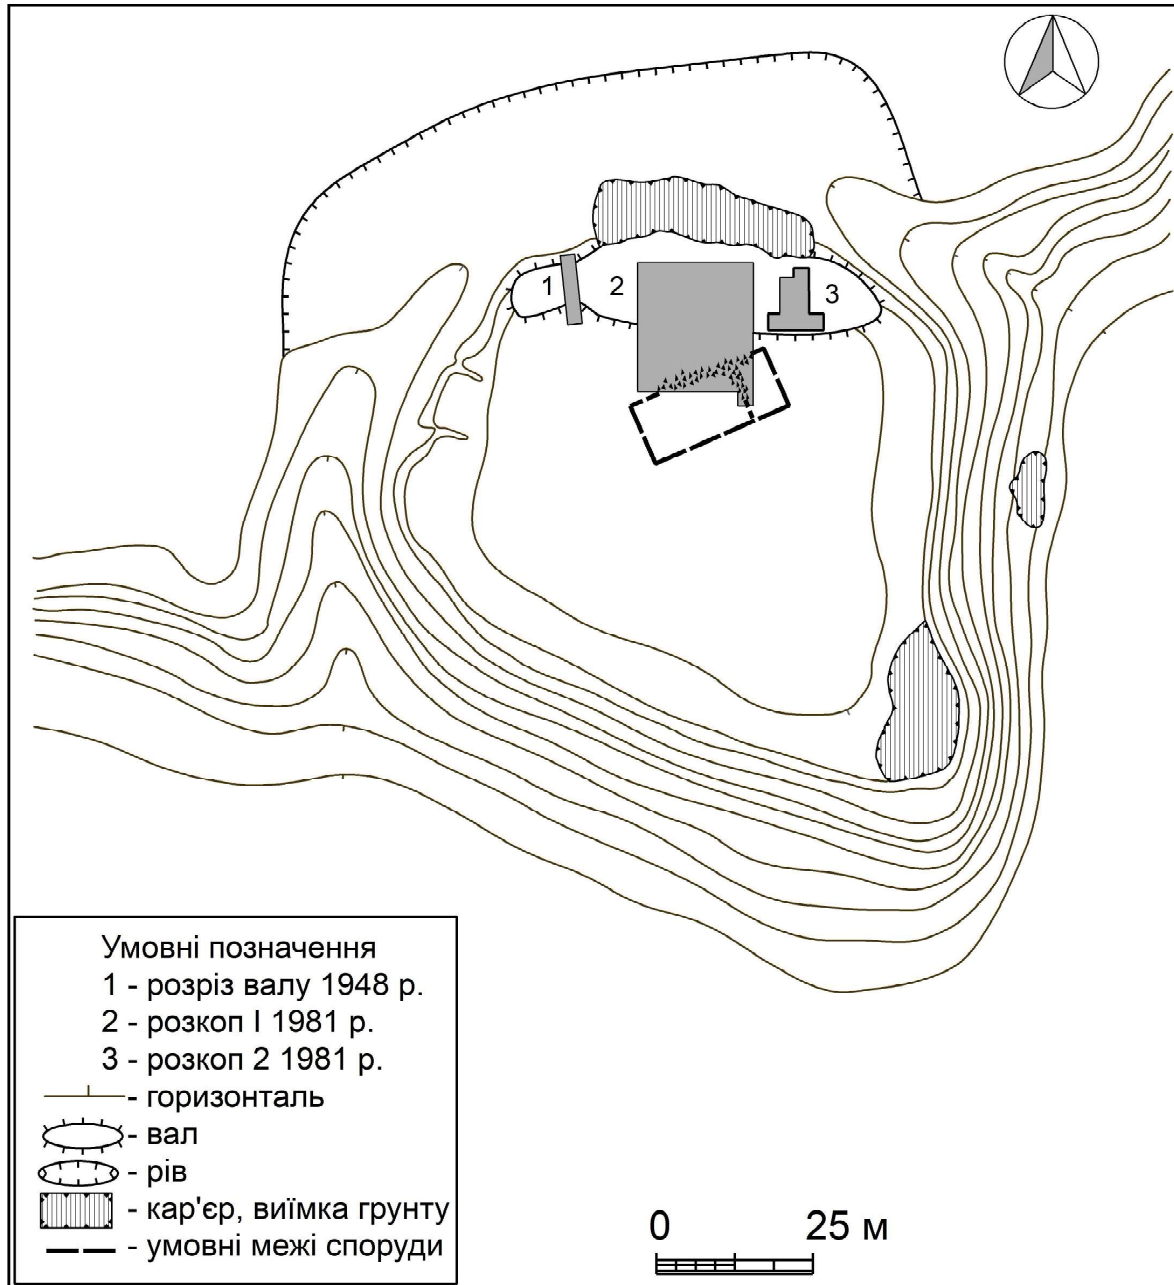 1
2
3
Умовні позначення
1 - розріз валу 1948 р.
2 - розкоп І 1981 р.
3 - розкоп 2 1981 р.
- горизонталь
- вал
- рів
- кар'єр, виїмка грунту
- умовні межі споруди
0 25 м